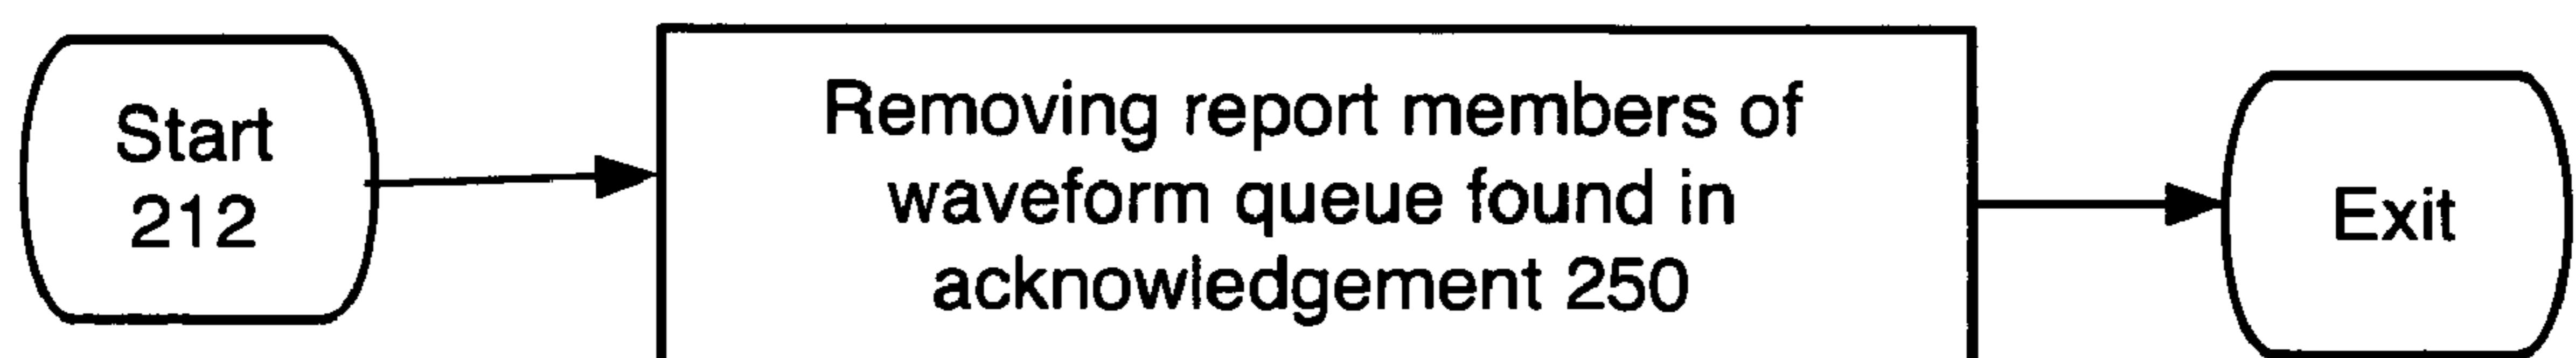 Start
212
Removing report members of
waveform queue found in
acknowledgement 250
Exit